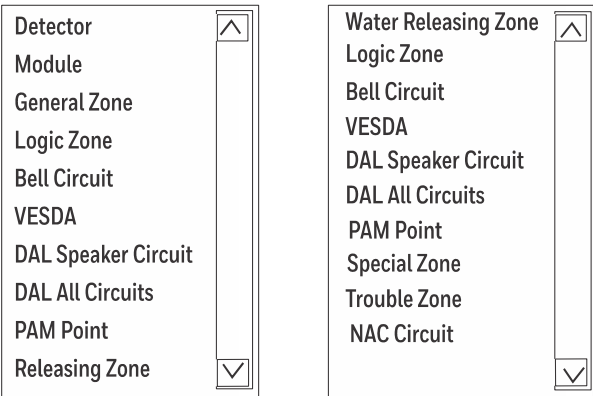 Detector
Module
General Zone
Logic Zone
Bell Circuit
VESDA
DAL Speaker Circuit
DAL All Circuits
PAM Point
Releasing Zone
Water Releasing Zone
Logic Zone
Bell Circuit
VESDA
DAL Speaker Circuit
DAL All Circuits
PAM Point
Special Zone
Trouble Zone
NAC Circuit